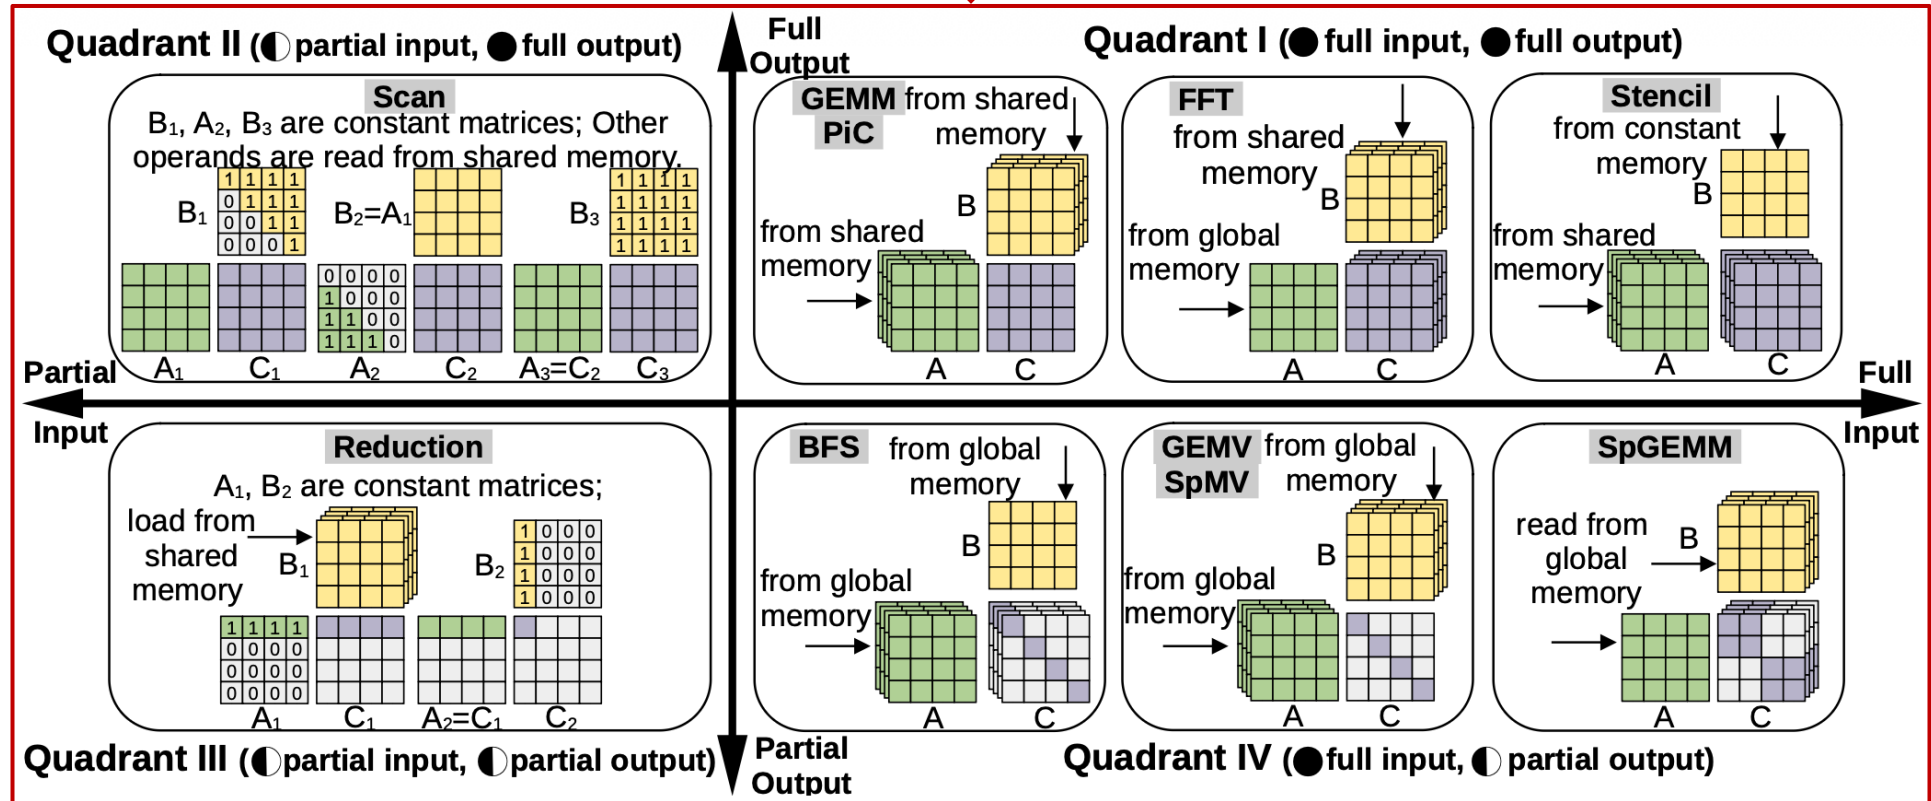 Quadrant II (◐partial input, ●full output)
Scan
B₁, A₂, B₃ are constant matrices; Other
operands are read from shared memory.
B₁
1 1 1 1
0 1 1 1
0 0 1 1
0 0 0 1
B₂=A₁
B₃
1 1 1 1
1 1 1 1
1 1 1 1
1 1 1 1
0 0 0 0
1 0 0 0
1 1 0 0
1 1 1 0
A₁
C₁
A₂
C₂
A₃=C₂
C₃
Full
Output
Quadrant I (●full input, ●full output)
GEMM
PiC
from shared
memory
B
from shared
memory
A
C
FFT
from shared
memory
B
from global
memory
A
C
Stencil
from constant
memory
B
from shared
memory
A
C
Partial
Input
Full
Input
Reduction
A₁, B₂ are constant matrices;
load from
shared
memory
B₁
B₂
1 0 0 0
1 0 0 0
1 0 0 0
1 0 0 0
1 1 1 1
0 0 0 0
0 0 0 0
0 0 0 0
A₁
C₁
A₂=C₁
C₂
Quadrant III (◐partial input, ◐partial output)
BFS
from global
memory
B
from global
memory
A
C
GEMV
SpMV
from global
memory
B
from global
memory
A
C
SpGEMM
read from
global
memory
B
A
C
Partial
Output
Quadrant IV (●full input, ◐ partial output)